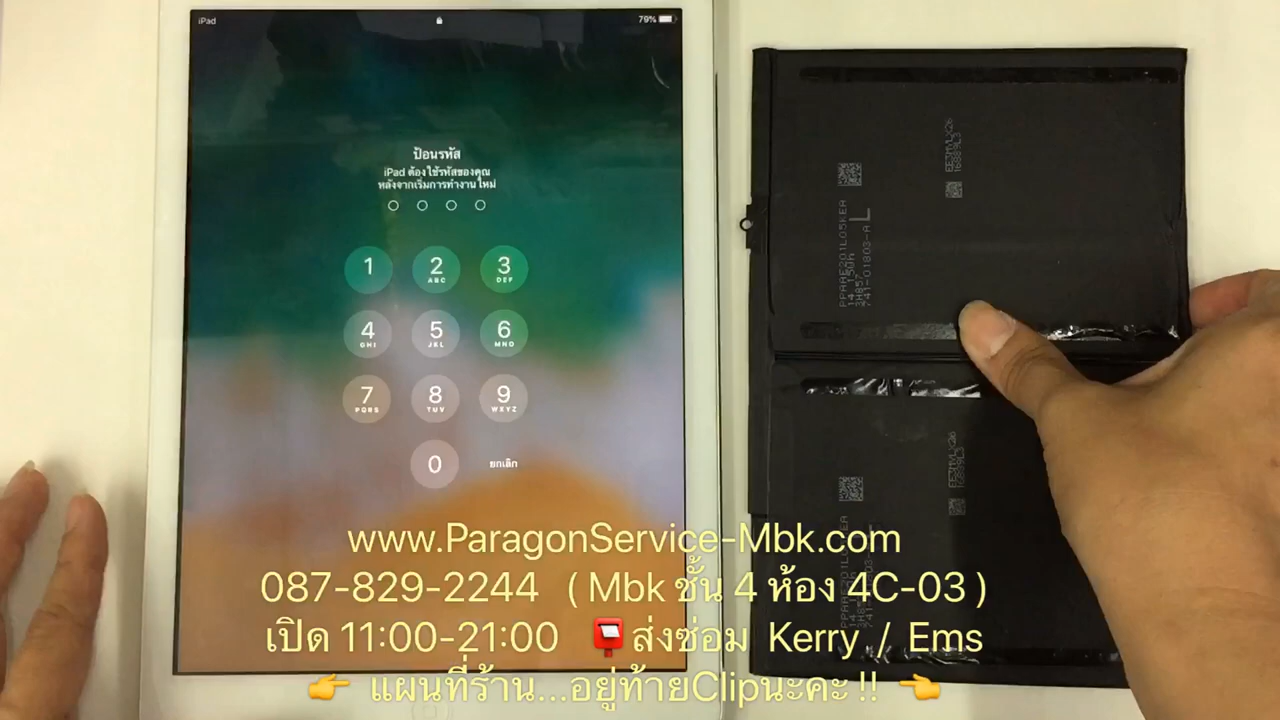 iPad
79%
ป้อนรหัส
iPad ต้องใช้รหัสของคุณ
หลังจากเริ่มการทำงานใหม่
1
2 ABC
3 DEF
4 GHI
5 JKL
6 MNO
7 PQRS
8 TUV
9 WXYZ
0
ยกเลิก
741-01803-A L
www.ParagonService-Mbk.com
087-829-2244 ( Mbk ชั้น 4 ห้อง 4C-03 )
เปิด 11:00-21:00 📮ส่งซ่อม Kerry / Ems
👉 แผนที่ร้าน...อยู่ท้ายClipนะคะ !! 👈